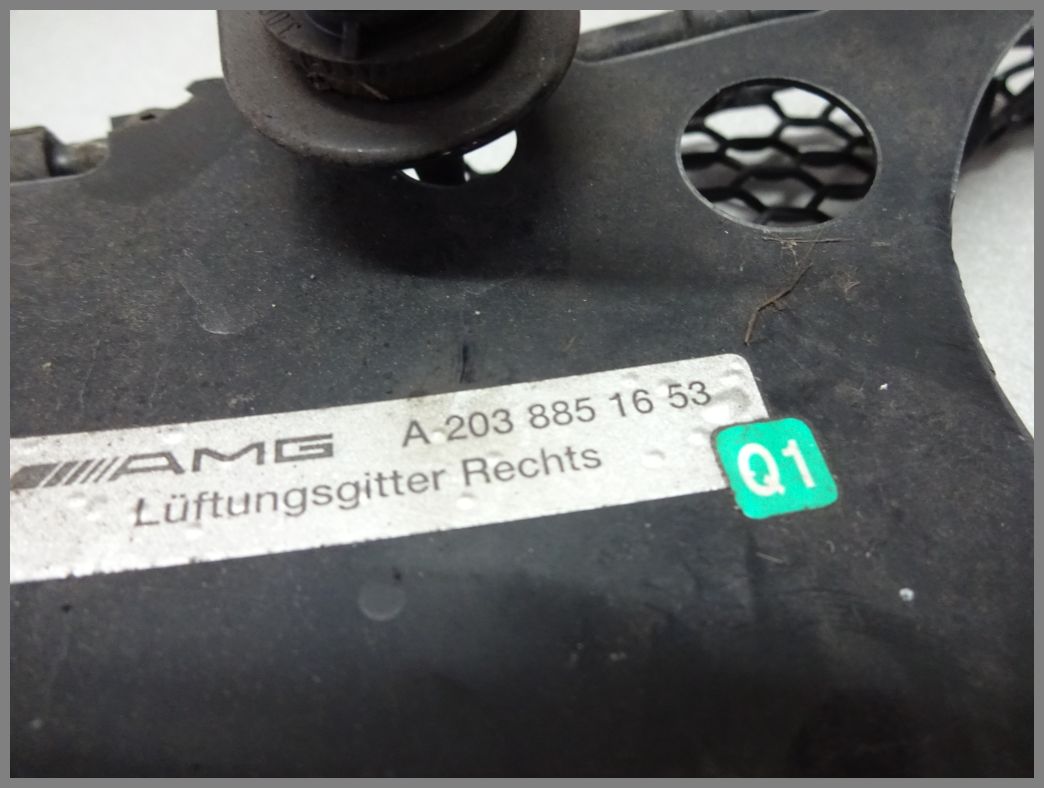 AMG A 203 885 16 53
Lüftungsgitter Rechts
Q1